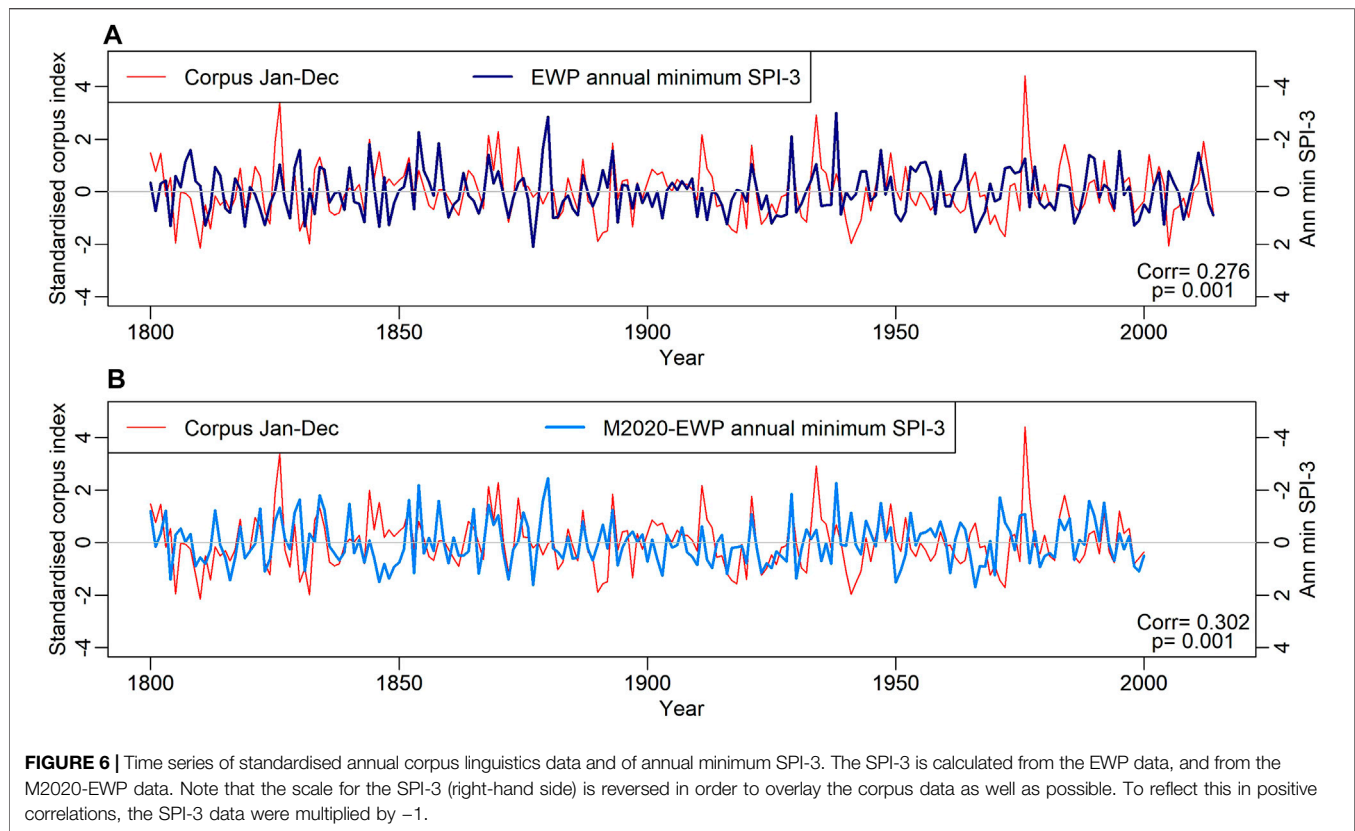 A
Corpus Jan-Dec
EWP annual minimum SPI-3
Standardised corpus index
4
2
0
-2
-4
-4
-2
0
2
4
Ann min SPI-3
Corr= 0.276
p= 0.001
1800
1850
1900
1950
2000
Year
B
Corpus Jan-Dec
M2020-EWP annual minimum SPI-3
Standardised corpus index
4
2
0
-2
-4
-4
-2
0
2
4
Ann min SPI-3
Corr= 0.302
p= 0.001
1800
1850
1900
1950
2000
Year
FIGURE 6 | Time series of standardised annual corpus linguistics data and of annual minimum SPI-3. The SPI-3 is calculated from the EWP data, and from the
M2020-EWP data. Note that the scale for the SPI-3 (right-hand side) is reversed in order to overlay the corpus data as well as possible. To reflect this in positive
correlations, the SPI-3 data were multiplied by −1.